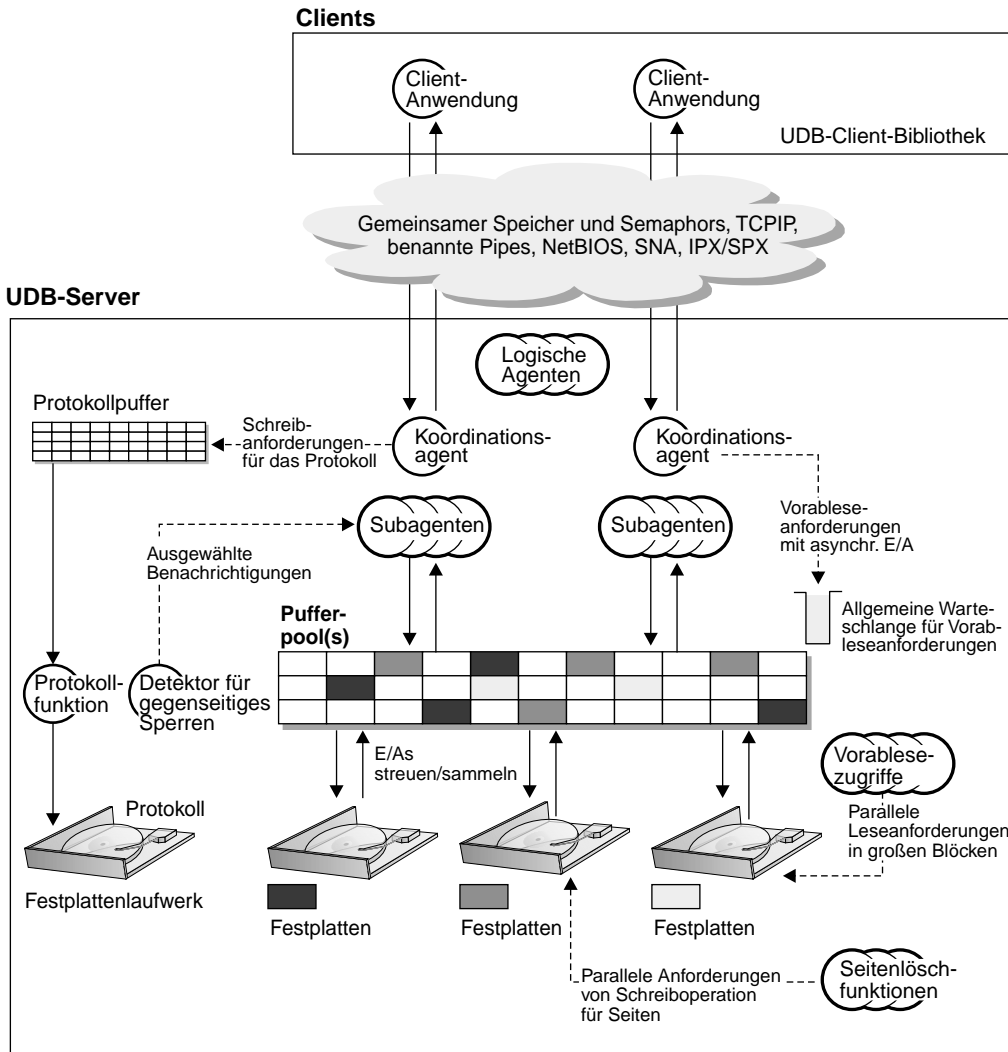 Clients
Client-
Anwendung
Client-
Anwendung
UDB-Client-Bibliothek
Gemeinsamer Speicher und Semaphors, TCPIP,
benannte Pipes, NetBIOS, SNA, IPX/SPX
UDB-Server
Logische
Agenten
Protokollpuffer
Schreib-
anforderungen
für das Protokoll
Koordinations-
agent
Koordinations-
agent
Subagenten
Subagenten
Vorablese-
anforderungen
mit asynchr. E/A
Ausgewählte
Benachrichtigungen
Allgemeine Warte-
schlange für Vorab-
leseanforderungen
Puffer-
pool(s)
Protokoll-
funktion
Detektor für
gegenseitiges
Sperren
E/As
streuen/sammeln
Vorablese-
zugriffe
Protokoll
Parallele
Leseanforderungen
in großen Blöcken
Festplattenlaufwerk
Festplatten
Festplatten
Festplatten
Parallele Anforderungen
von Schreiboperation
für Seiten
Seitenlösch-
funktionen